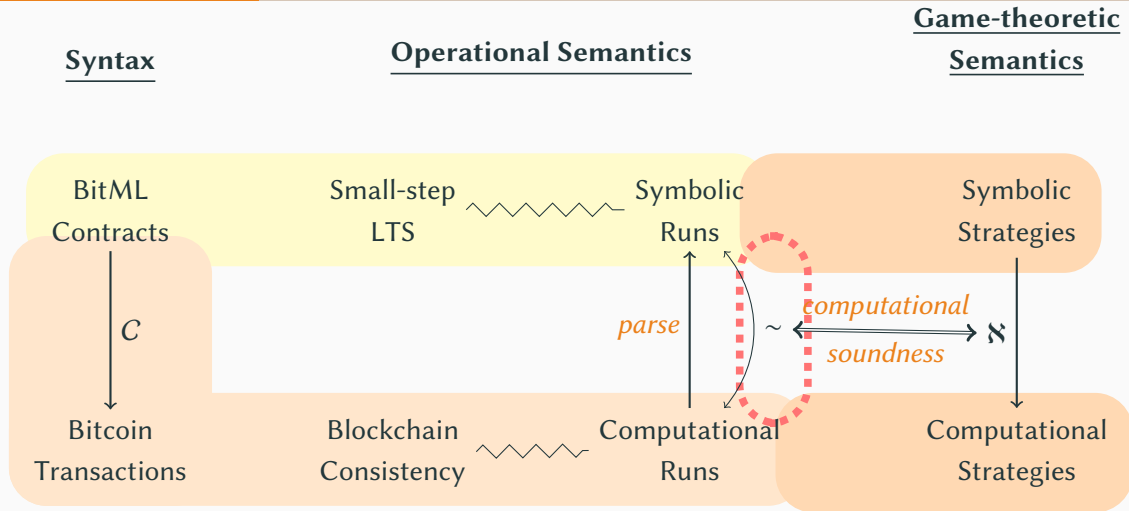 Game-theoretic
Syntax
Operational Semantics
Semantics
BitML
Contracts
Small-step
LTS
Symbolic
Runs
Symbolic
Strategies
C
parse
~
computational
soundness
ℵ
Bitcoin
Transactions
Blockchain
Consistency
Computational
Runs
Computational
Strategies